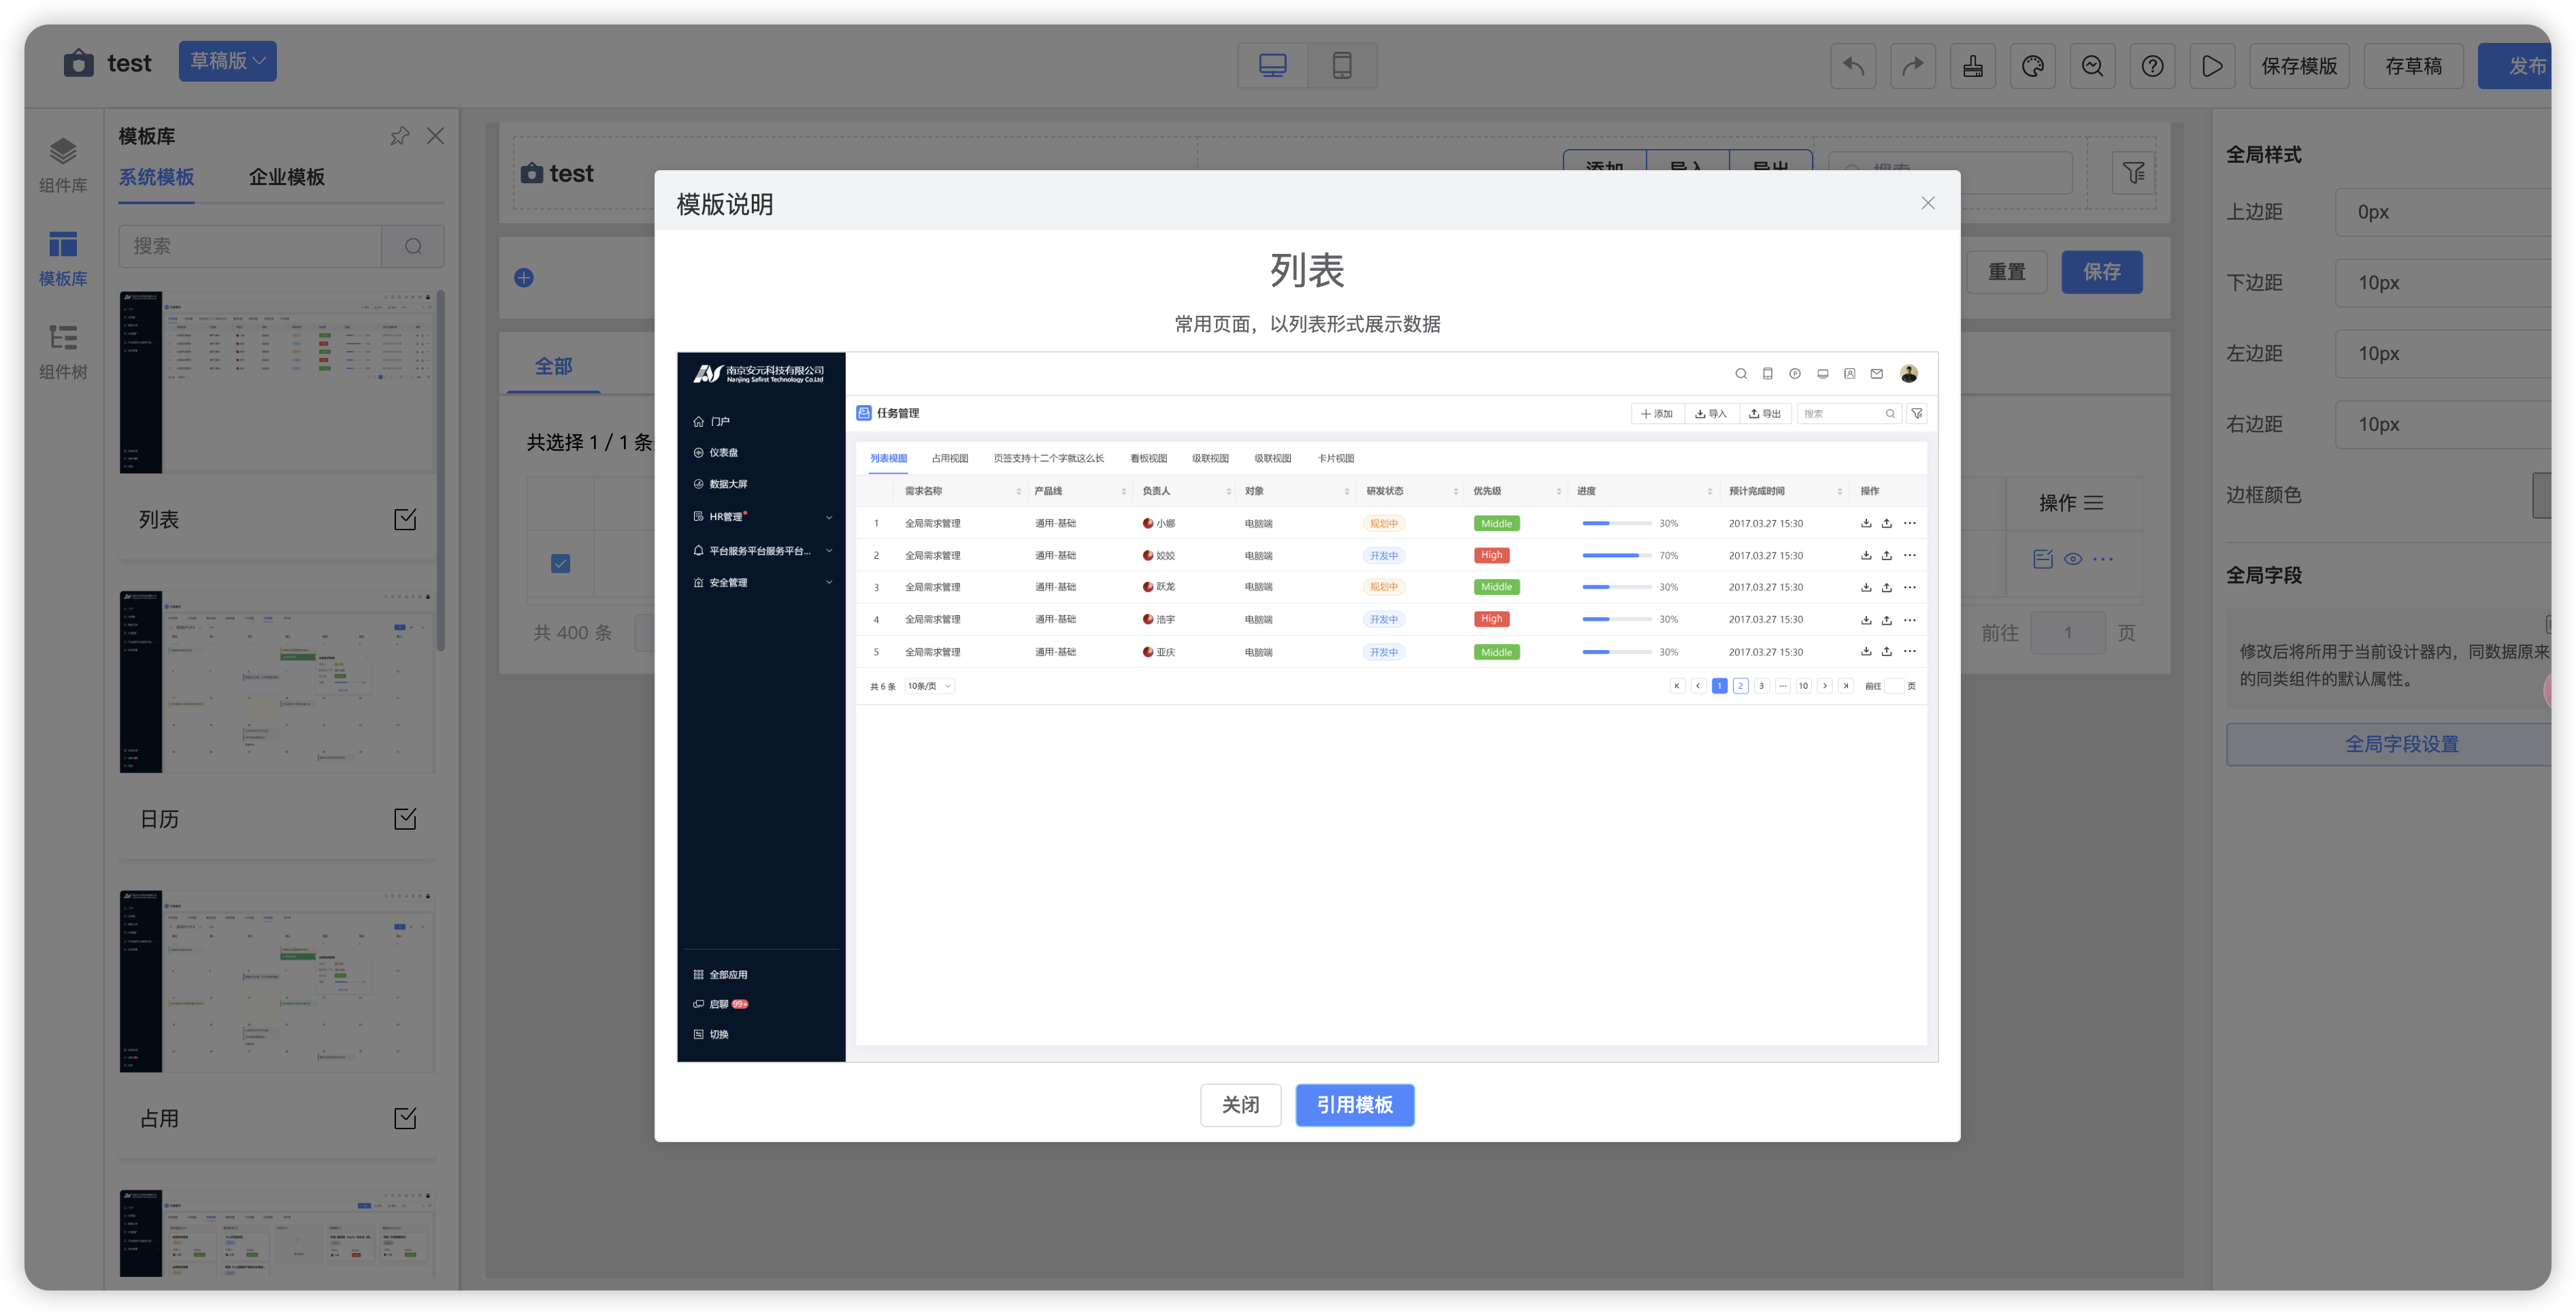 test
草稿版
保存模版
存草稿
发布
组件库
模板库
组件树
模板库
系统模板
企业模板
搜索
列表
日历
占用
test
重置
保存
全部
共选择 1 / 1 条
操作
共 400 条
前往
1
页
模版说明
列表
常用页面，以列表形式展示数据
南京安元科技有限公司
Nanjing Safirst Technology Co.Ltd
门户
仪表盘
数据大屏
HR管理
平台服务平台服务平台...
安全管理
全部应用
启聊 99+
切换
任务管理
添加
导入
导出
搜索
列表视图 占用视图 页签支持十二个字就这么长 看板视图 级联视图 级联视图 卡片视图
需求名称 产品线 负责人 对象 研发状态 优先级 进度 预计完成时间 操作
1 全局需求管理 通用-基础 小娜 电脑端 规划中 Middle 30% 2017.03.27 15:30
2 全局需求管理 通用-基础 姣姣 电脑端 开发中 High 70% 2017.03.27 15:30
3 全局需求管理 通用-基础 跃龙 电脑端 规划中 Middle 30% 2017.03.27 15:30
4 全局需求管理 通用-基础 浩宇 电脑端 开发中 High 30% 2017.03.27 15:30
5 全局需求管理 通用-基础 亚庆 电脑端 开发中 Middle 30% 2017.03.27 15:30
共 6 条 10条/页 1 2 3 ··· 10 前往 页
关闭
引用模板
全局样式
上边距 0px
下边距 10px
左边距 10px
右边距 10px
边框颜色
全局字段
修改后将所用于当前设计器内，同数据原来
的同类组件的默认属性。
全局字段设置